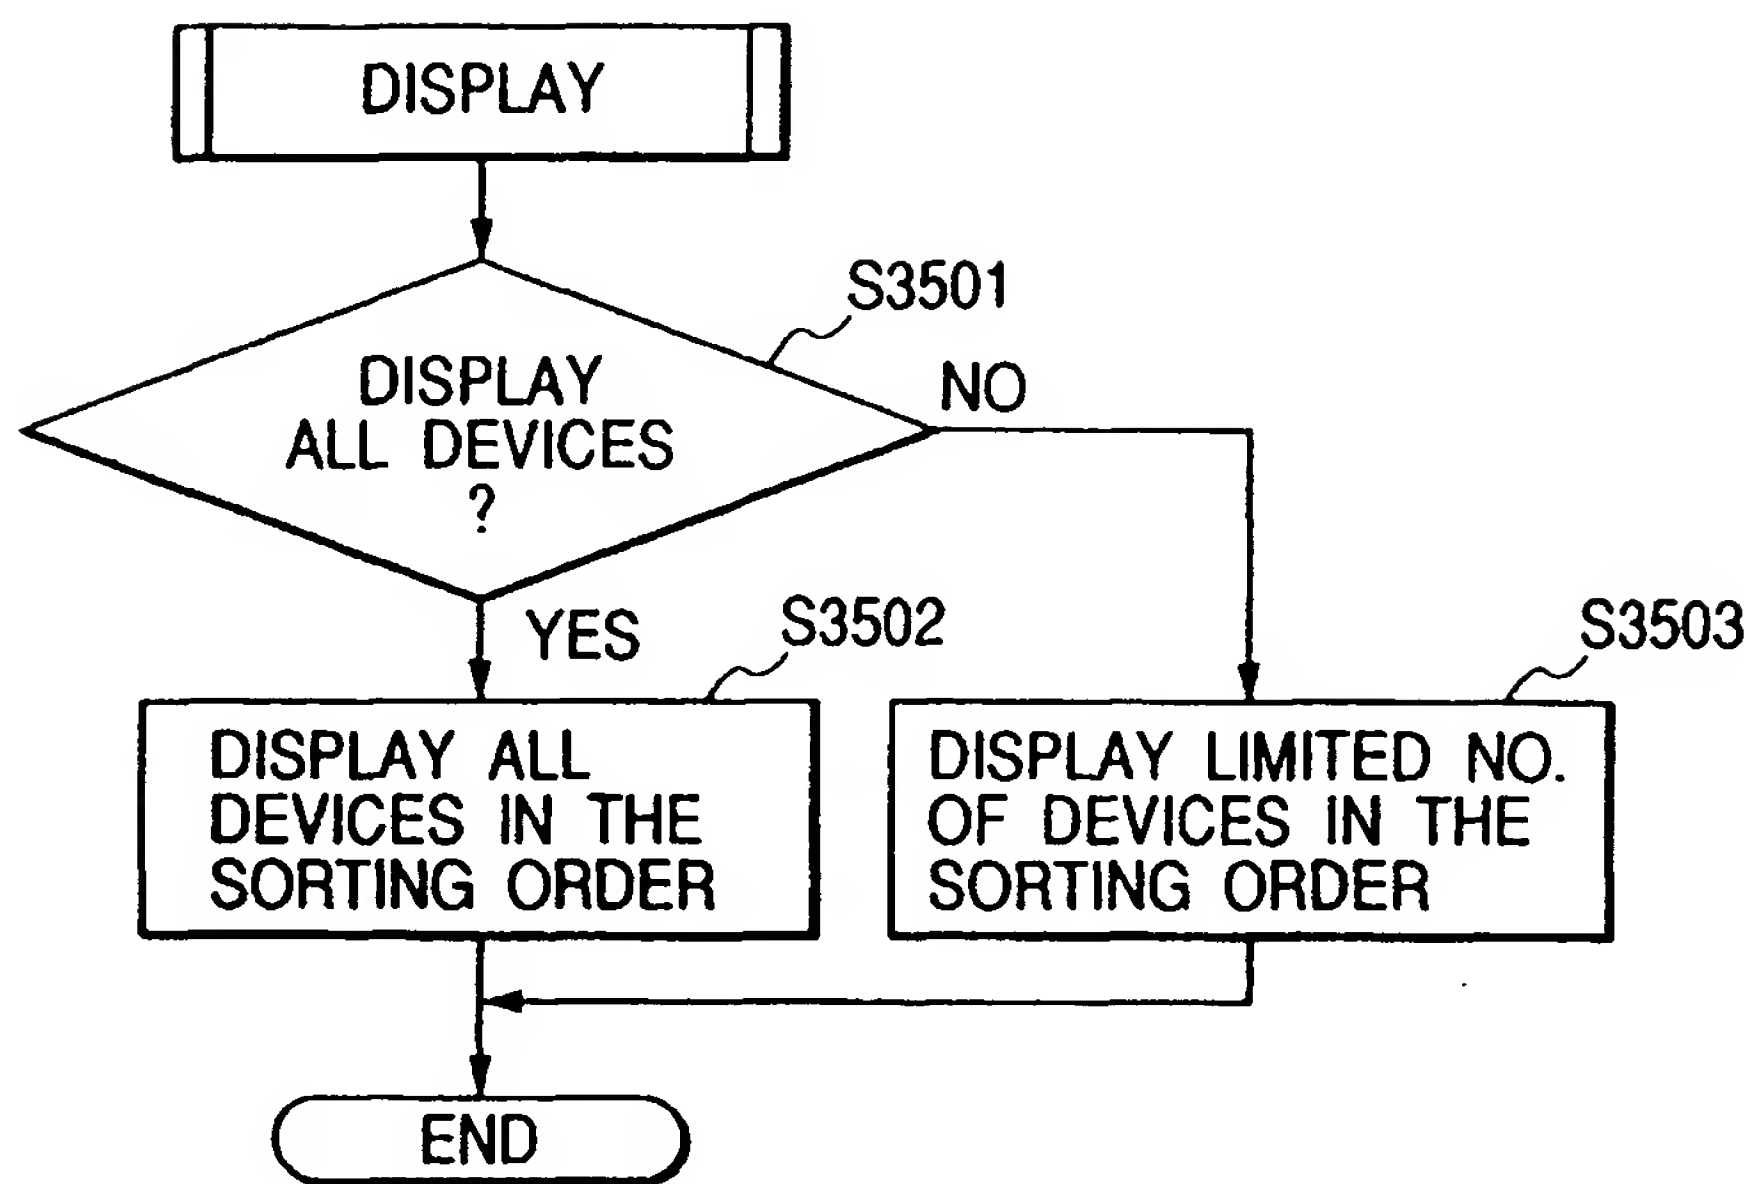 DISPLAY
S3501
DISPLAY
ALL DEVICES
?
NO
YES
S3502
DISPLAY ALL
DEVICES IN THE
SORTING ORDER
S3503
DISPLAY LIMITED NO.
OF DEVICES IN THE
SORTING ORDER
END